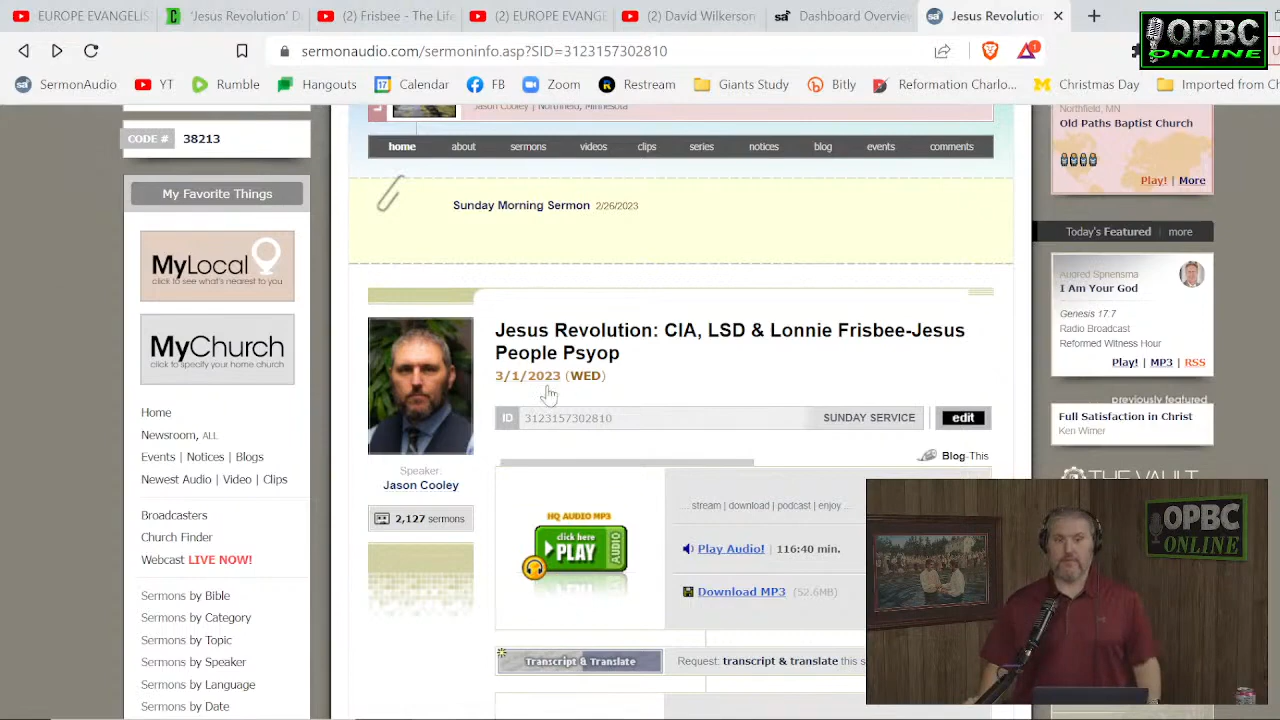 EUROPE EVANGELIS
'Jesus Revolution' D
(2) Frisbee - The Life
(2) EUROPE EVANGE
(2) David Wilkerson
Dashboard Overvie
Jesus Revolutio
sermonaudio.com/sermoninfo.asp?SID=3123157302810
1
OPBC
ONLINE
SermonAudio
YT
Rumble
Hangouts
Calendar
FB
Zoom
Restream
Giants Study
Bitly
Reformation Charlo...
Christmas Day
Imported from C
CODE #
38213
My Favorite Things
MyLocal
click to see what's nearest to you
MyChurch
click to specify your home church
Home
Newsroom, ALL
Events | Notices | Blogs
Newest Audio | Video | Clips
Broadcasters
Church Finder
Webcast LIVE NOW!
Sermons by Bible
Sermons by Category
Sermons by Topic
Sermons by Speaker
Sermons by Language
Sermons by Date
Jason Cooley | Northfield, Minnesota
home
about
sermons
videos
clips
series
notices
blog
events
comments
Sunday Morning Sermon 2/26/2023
Jesus Revolution: CIA, LSD & Lonnie Frisbee-Jesus
People Psyop
3/1/2023 (WED)
ID
3123157302810
SUNDAY SERVICE
edit
Blog-This
Speaker:
Jason Cooley
2,127 sermons
HQ AUDIO MP3
click here
PLAY
AUDIO
.... stream | download | podcast | enjoy ...
Play Audio! | 116:40 min.
Download MP3 (52.6MB)
Transcript & Translate
Request: transcript & translate this s
Northfield, MN
Old Paths Baptist Church
Play! | More
Today's Featured | more
I Am Your God
Genesis 17.7
Radio Broadcast
Reformed Witness Hour
Play! | MP3 | RSS
previously featured
Full Satisfaction in Christ
Ken Wimer
THE VAULT
OPBC
ONLINE